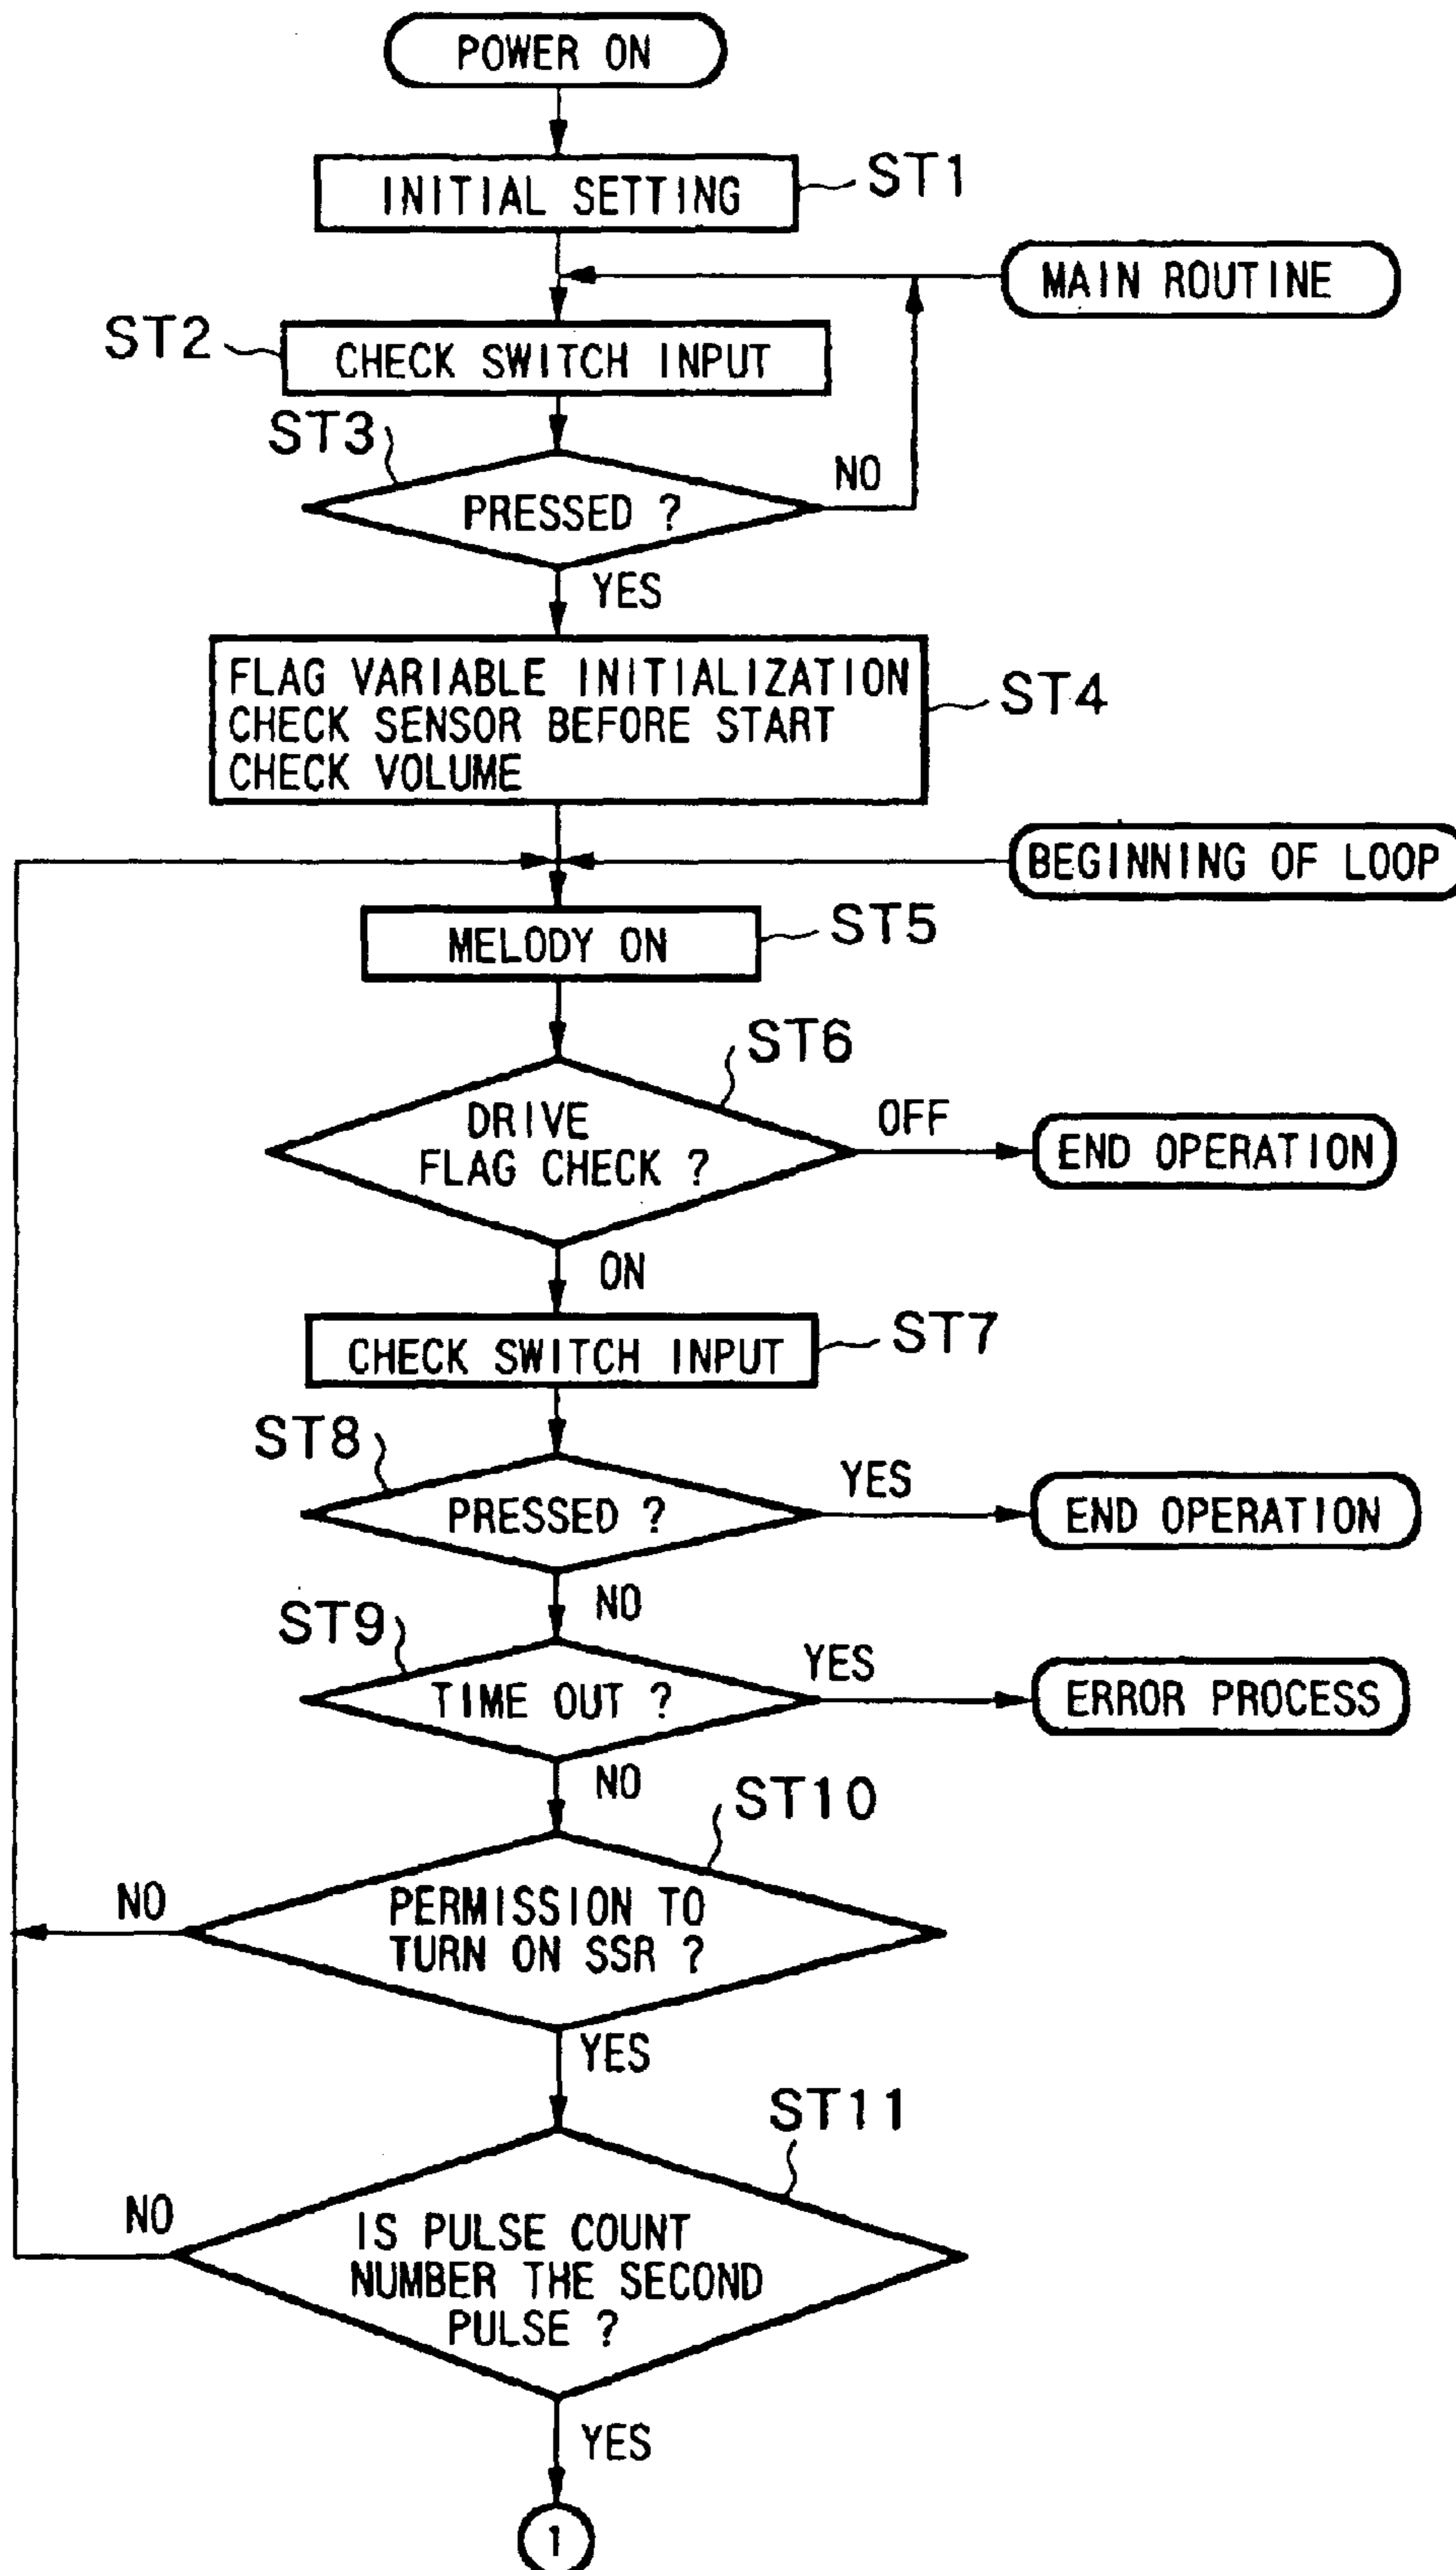 POWER ON
INITIAL SETTING
ST1
MAIN ROUTINE
ST2
CHECK SWITCH INPUT
ST3
PRESSED ?
NO
YES
FLAG VARIABLE INITIALIZATION
CHECK SENSOR BEFORE START
CHECK VOLUME
ST4
BEGINNING OF LOOP
MELODY ON
ST5
ST6
DRIVE
FLAG CHECK ?
OFF
END OPERATION
ON
CHECK SWITCH INPUT
ST7
ST8
PRESSED ?
YES
END OPERATION
NO
ST9
TIME OUT ?
YES
ERROR PROCESS
NO
ST10
NO
PERMISSION TO
TURN ON SSR ?
YES
ST11
NO
IS PULSE COUNT
NUMBER THE SECOND
PULSE ?
YES
1